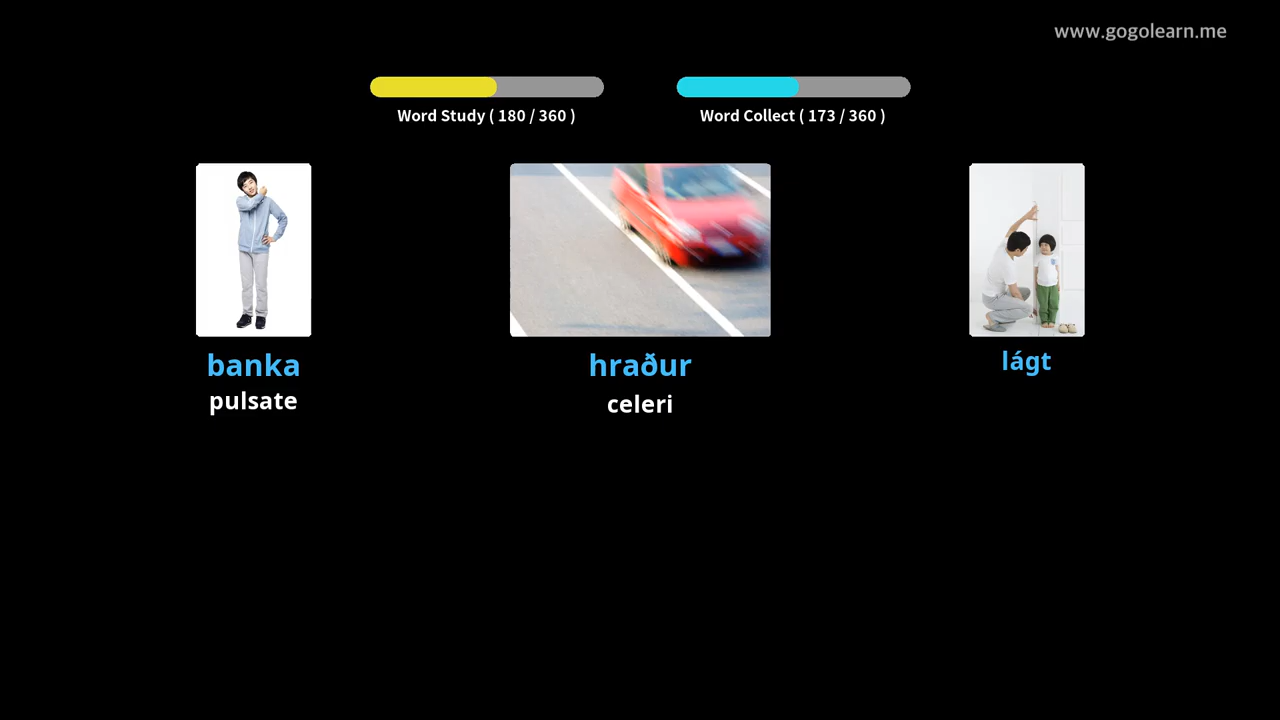 www.gogolearn.me
Word Study ( 180 / 360 )
Word Collect ( 173 / 360 )
banka
pulsate
hraður
celeri
lágt